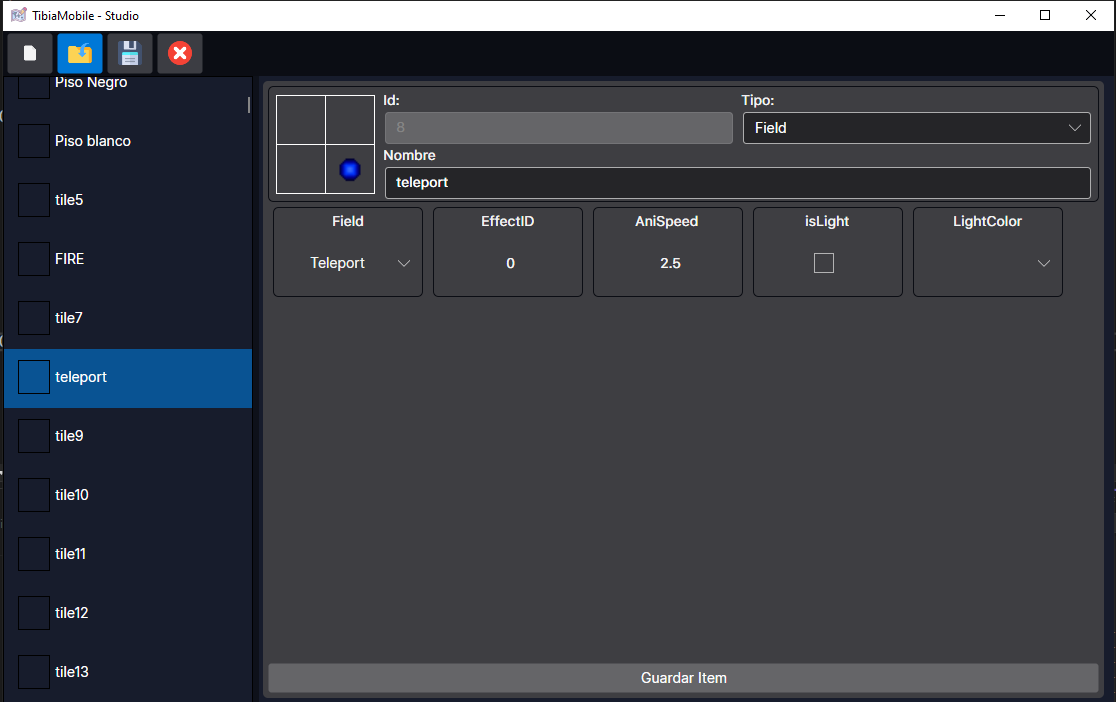 TibiaMobile - Studio
Piso Negro
Piso blanco
tile5
FIRE
tile7
teleport
tile9
tile10
tile11
tile12
tile13
Id:
Tipo:
8
Field
Nombre
teleport
Field
EffectID
AniSpeed
isLight
LightColor
Teleport
0
2.5
Guardar Item